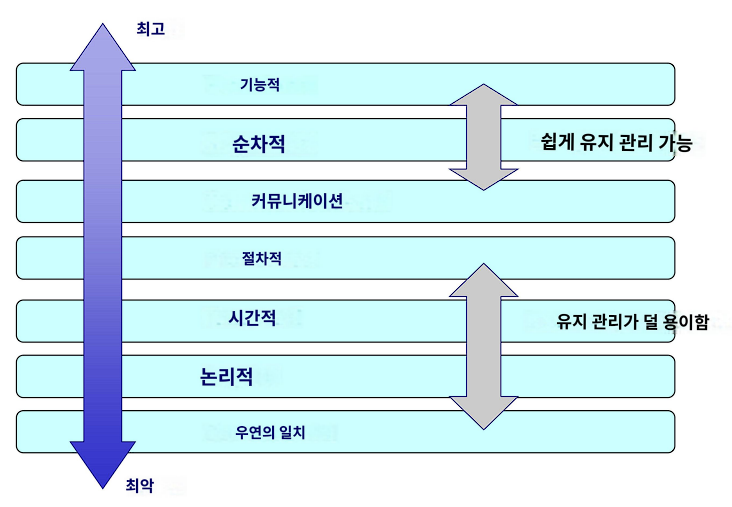 최고
기능적
순차적
쉽게 유지 관리 가능
커뮤니케이션
절차적
시간적
유지 관리가 덜 용이함
논리적
우연의 일치
최악